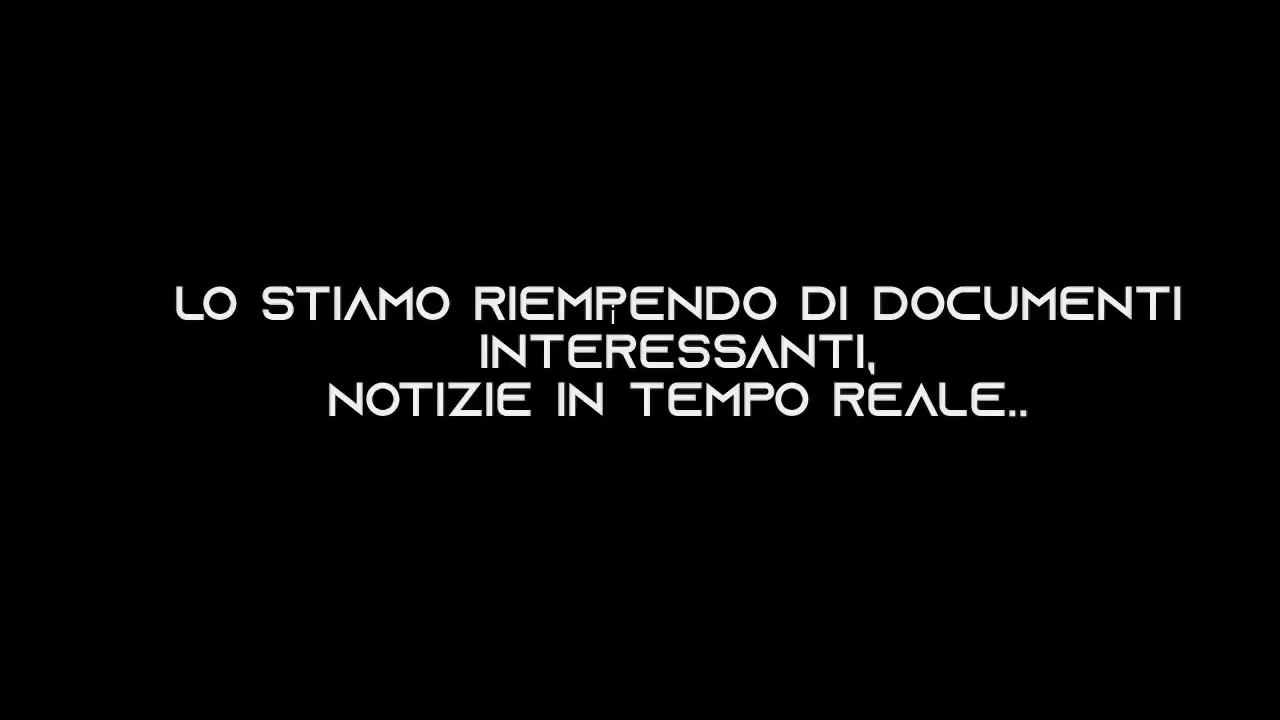 LO STIAMO RIEMPENDO DI DOCUMENTI
INTERESSANTI,
NOTIZIE IN TEMPO REALE..